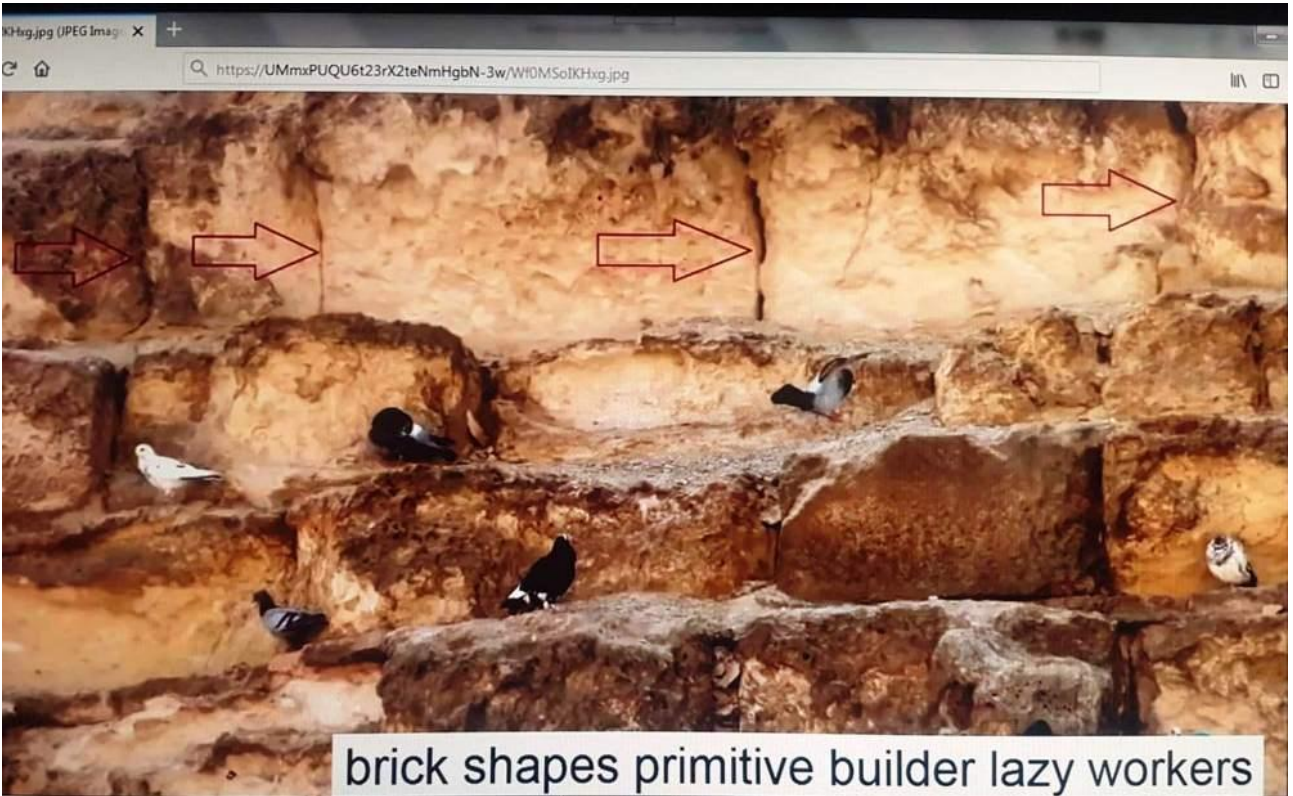 KHxg.jpg (JPEG Imag
https://UMmxPUQU6t23rX2teNmHgbN-3w/Wf0MSoIKHxg.jpg
brick shapes primitive builder lazy workers